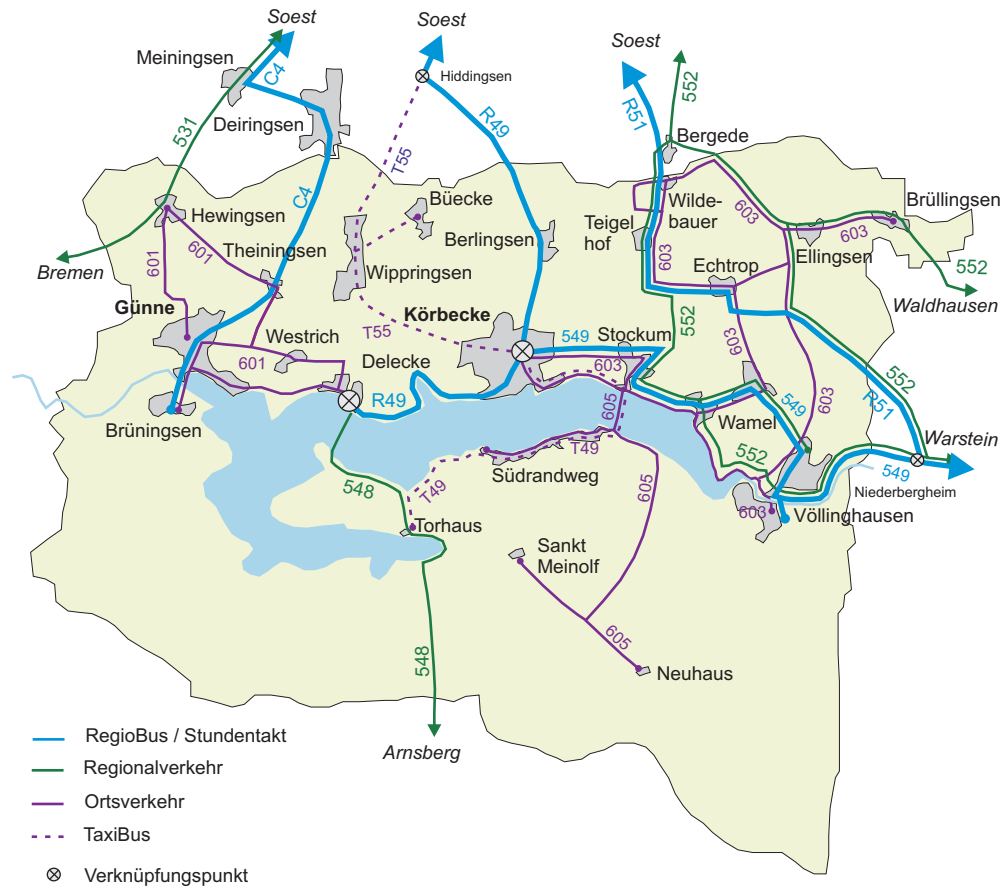 Soest
Soest
Soest
Meiningsen
C4
Hiddingsen
552
R51
Deiringsen
531
R49
Bergede
T55
C4
Hewingsen
Büecke
Wilde-
bauer
603
Brüllingsen
Teigel
hof
Berlingsen
603
Theiningsen
601
601
Ellingsen
Bremen
Wippringsen
603
Echtrop
552
Waldhausen
Günne
Körbecke
T55
549
Stockum
552
Westrich
601
Delecke
603
603
552
R49
605
549
603
R51
Brüningsen
Wamel
Warstein
T49
552
549
Südrandweg
Niederbergheim
548
T49
605
603
Völlinghausen
Torhaus
Sankt
Meinolf
605
548
Neuhaus
Arnsberg
RegioBus / Stundentakt
Regionalverkehr
Ortsverkehr
TaxiBus
Verknüpfungspunkt